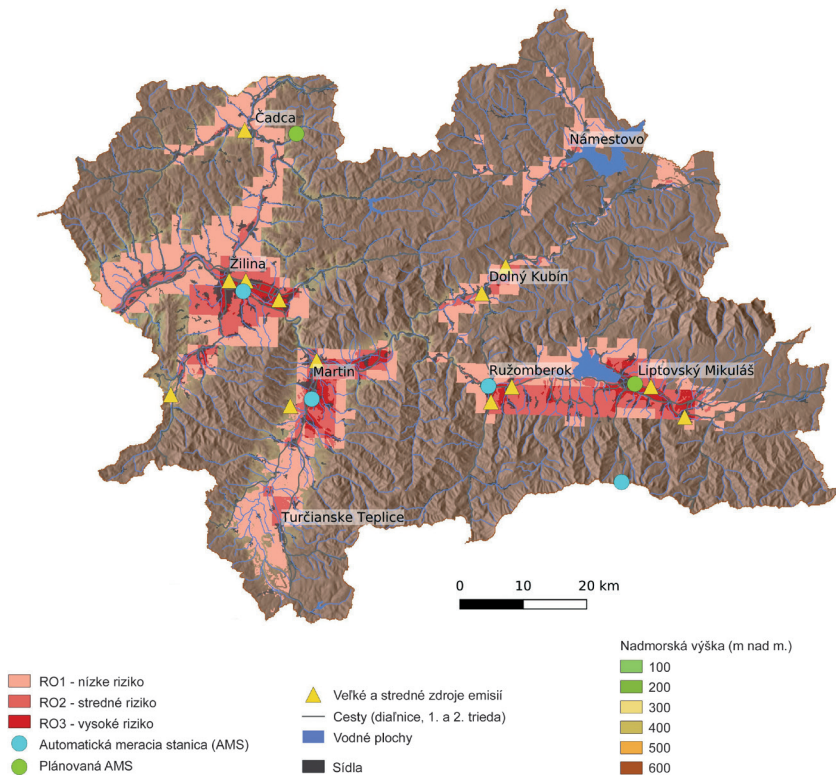 Čadca
Námestovo
Žilina
Dolný Kubín
Martin
Ružomberok
Liptovský Mikuláš
Turčianske Teplice
0 10 20 km
RO1 - nízke riziko
RO2 - stredné riziko
RO3 - vysoké riziko
Automatická meracia stanica (AMS)
Plánovaná AMS
Veľké a stredné zdroje emisií
Cesty (diaľnice, 1. a 2. trieda)
Vodné plochy
Sídla
Nadmorská výška (m nad m.)
100
200
300
400
500
600